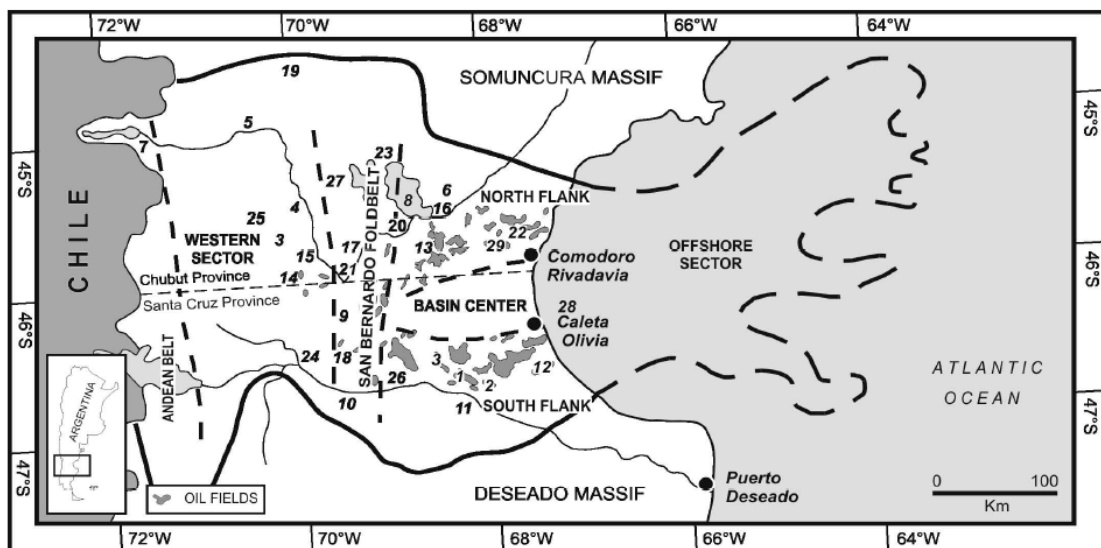 72°W
70°W
68°W
66°W
64°W
19
SOMUNCURA MASSIF
45°S
45°S
5
7
23
27
6
8
16
NORTH FLANK
4
25
20
22
WESTERN
SECTOR
3
17
13
29
OFFSHORE
SECTOR
46°S
15
Comodoro
Rivadavia
CHILE
Chubut Province
14
21
SAN BERNARDO FOLDBELT
Santa Cruz Province
BASIN CENTER
28
Caleta
Olivia
46°S
9
24
18
3
12
ANDEAN BELT
26
1
2
ATLANTIC
OCEAN
47°S
10
11
SOUTH FLANK
ARGENTINA
47°S
DESEADO MASSIF
Puerto
Deseado
OIL FIELDS
0
100
Km
72°W
70°W
68°W
66°W
64°W